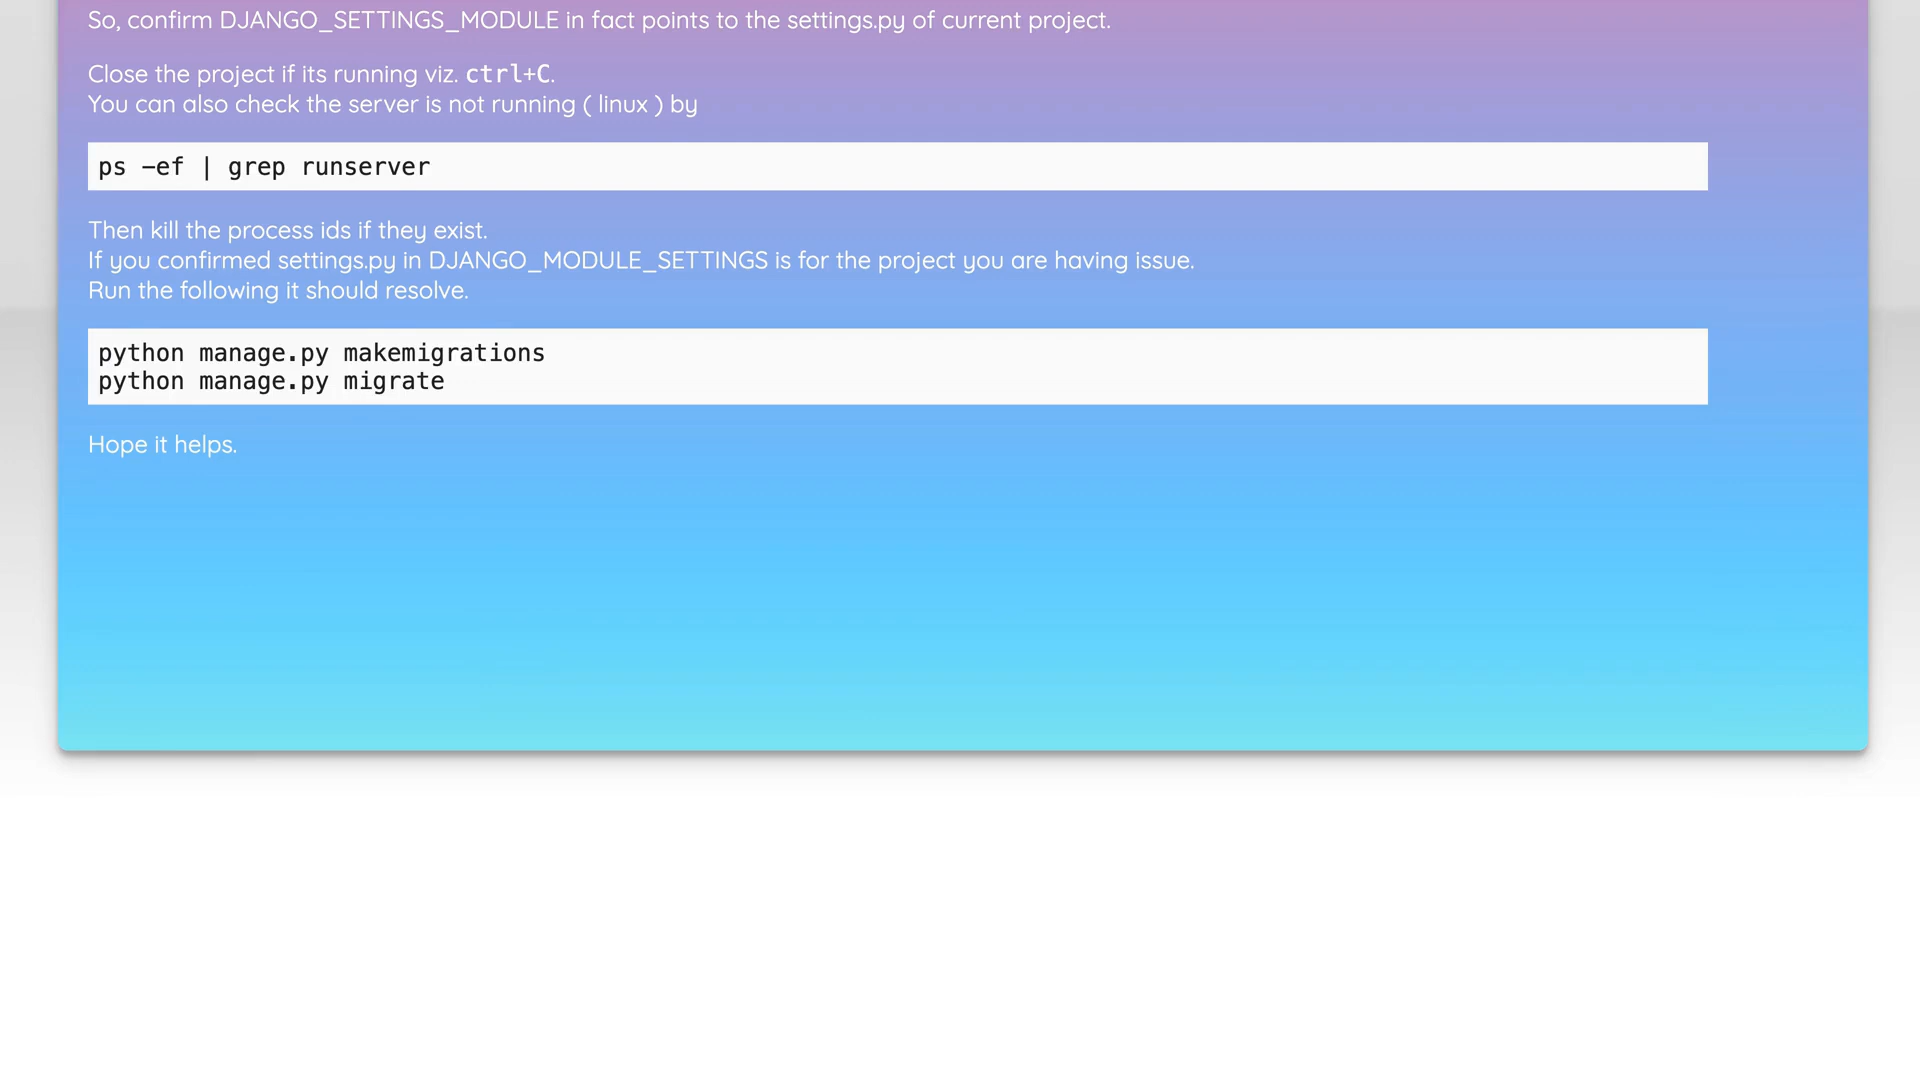 So, confirm DJANGO_SETTINGS_MODULE in fact points to the settings.py of current project.
Close the project if its running viz. ctrl+C.
You can also check the server is not running ( linux ) by
ps -ef | grep runserver
Then kill the process ids if they exist.
If you confirmed settings.py in DJANGO_MODULE_SETTINGS is for the project you are having issue.
Run the following it should resolve.
python manage.py makemigrations
python manage.py migrate
Hope it helps.